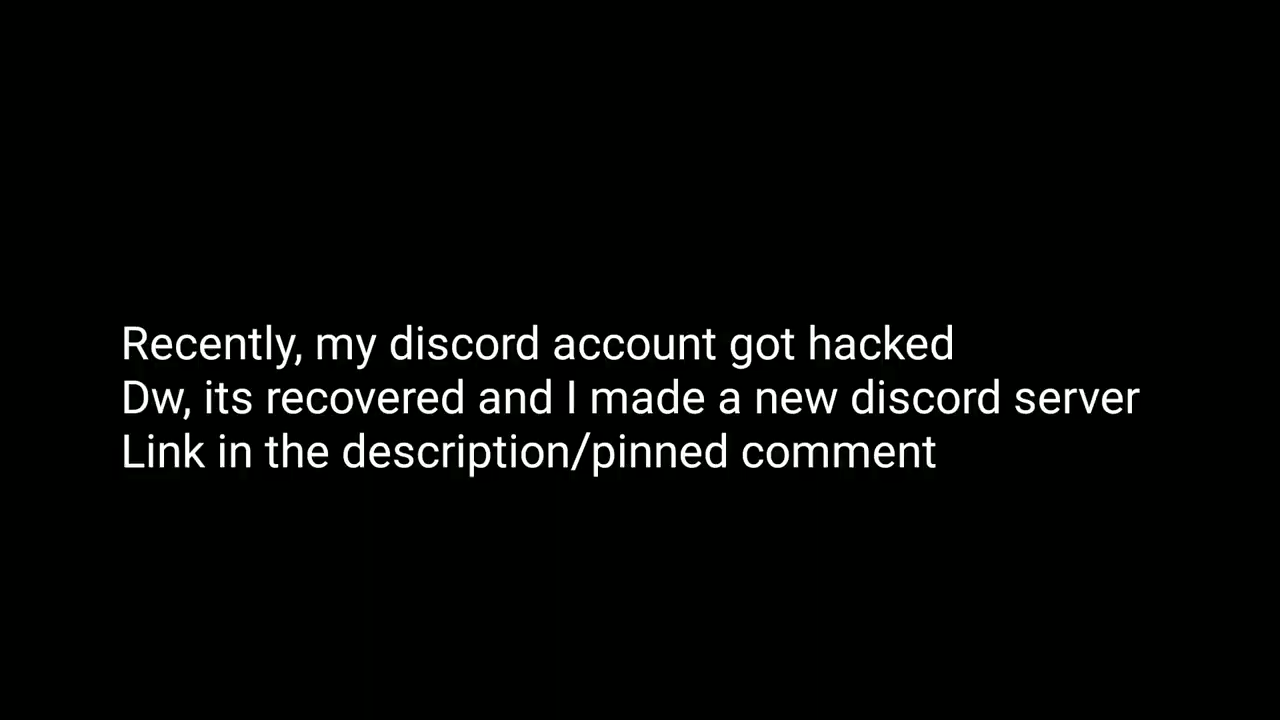 Recently, my discord account got hacked
Dw, its recovered and I made a new discord server
Link in the description/pinned comment